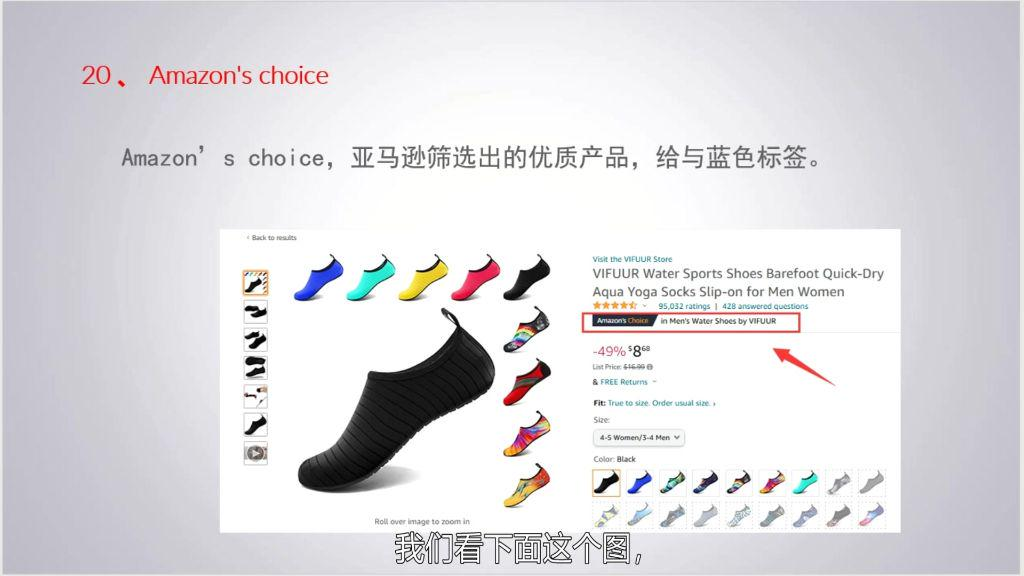 20、 Amazon's choice
Amazon’s choice，亚马逊筛选出的优质产品，给与蓝色标签。
‹ Back to results
Visit the VIFUUR Store
VIFUUR Water Sports Shoes Barefoot Quick-Dry
Aqua Yoga Socks Slip-on for Men Women
95,032 ratings | 428 answered questions
Amazon's Choice in Men's Water Shoes by VIFUUR
-49% $8.68
List Price: $16.99
& FREE Returns
Fit: True to size. Order usual size. ›
Size:
4-5 Women/3-4 Men
Color: Black
Roll over image to zoom in
我们看下面这个图，